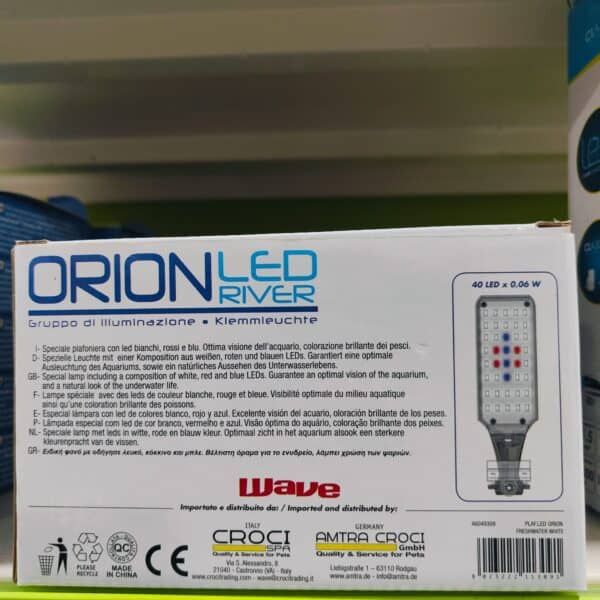 ORION LED RIVER
Gruppo di illuminazione • Klemmleuchte
40 LED x 0.06 W
I- Speciale plafoniera con led bianchi, rossi e blu. Ottima visione dell'acquario, colorazione brillante dei pesci.
D- Spezielle Leuchte mit einer Komposition aus weißen, roten und blauen LEDs. Garantiert eine optimale
Ausleuchtung des Aquariums, sowie ein natürliches Aussehen des Unterwasserlebens.
GB- Special lamp including a composition of white, red and blue LEDs. Guarantee an optimal vision of the aquarium,
and a natural look of the underwater life.
F- Lampe spéciale avec des leds de couleur blanche, rouge et bleue. Visibilité optimale du milieu aquatique
ainsi qu'une coloration brillante des poissons.
E- Especial lámpara con led de colores blanco, rojo y azul. Excelente visión del acuario, oloración brillante de los peses.
P- Lámpada especial com led de cor branco, vermelho e azul. Visão óptima do aquário, coloração brilhante dos peixes.
NL- Speciale lamp met leds in witte, rode en blauw kleur. Optimaal zicht in het aquarium alsook een sterkere
kleurenpracht van de vissen.
GR- Ειδική φανό με οδήγησε λευκό, κόκκινο και μπλε. Βέλτιστη όραμα για το ενυδρείο, λάμπει χρώση των ψαριών.
Wave
Importato e distribuito da: / Imported and distributed by:
ITALY
CROCI SPA
Quality & Service for Pets
Via S. Alessandro, 8
21040 - Castronno (VA) - Italy
www.crocitrading.com - wave@crocitrading.it
GERMANY
AMTRA CROCI GmbH
Quality & Service for Pets
Liebigstraße 1 - 63110 Rodgau
www.amtra.de - info@amtra.de
PLEASE
RECYCLE
QC
MADE IN
CHINA
CE
A6049309
PLAF LED ORION
FRESHWATER WHITE